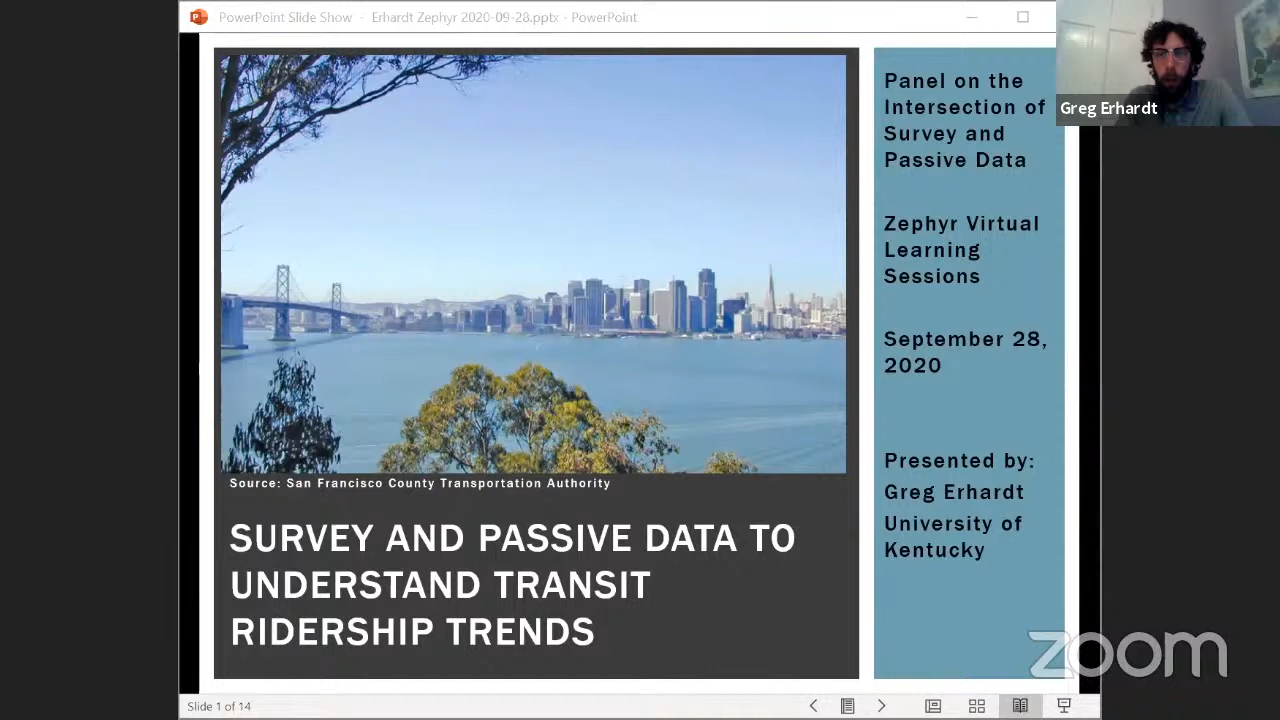 PowerPoint Slide Show - Erhardt Zephyr 2020-09-28.pptx - PowerPoint
Greg Erhardt
Panel on the
Intersection of
Survey and
Passive Data
Zephyr Virtual
Learning
Sessions
September 28,
2020
Presented by:
Greg Erhardt
University of
Kentucky
Source: San Francisco County Transportation Authority
SURVEY AND PASSIVE DATA TO
UNDERSTAND TRANSIT
RIDERSHIP TRENDS
zoom
Slide 1 of 14